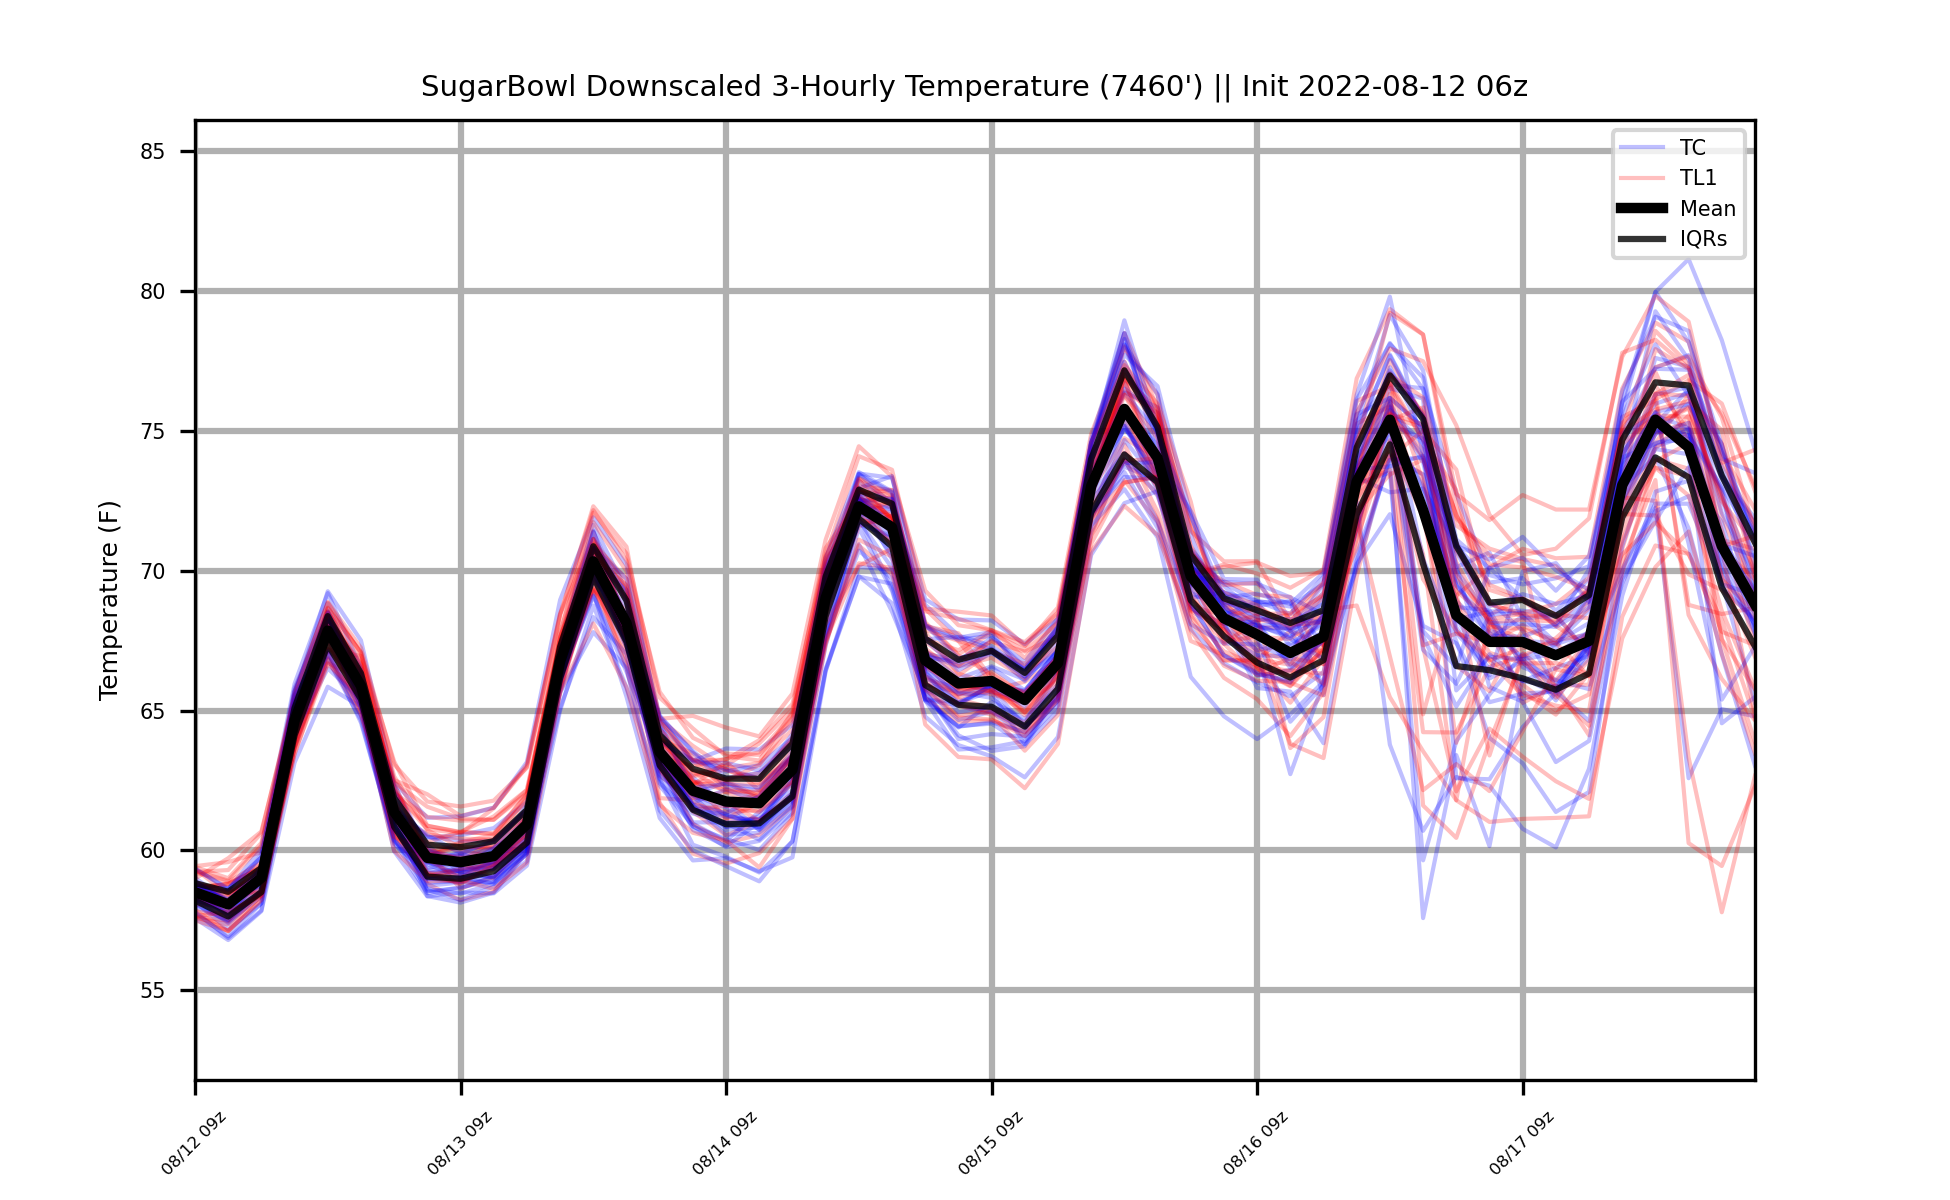 SugarBowl Downscaled 3-Hourly Temperature (7460') || Init 2022-08-12 06z
TC
TL1
Mean
IQRs
Temperature (F)
85
80
75
70
65
60
55
08/12 09z
08/13 09z
08/14 09z
08/15 09z
08/16 09z
08/17 09z